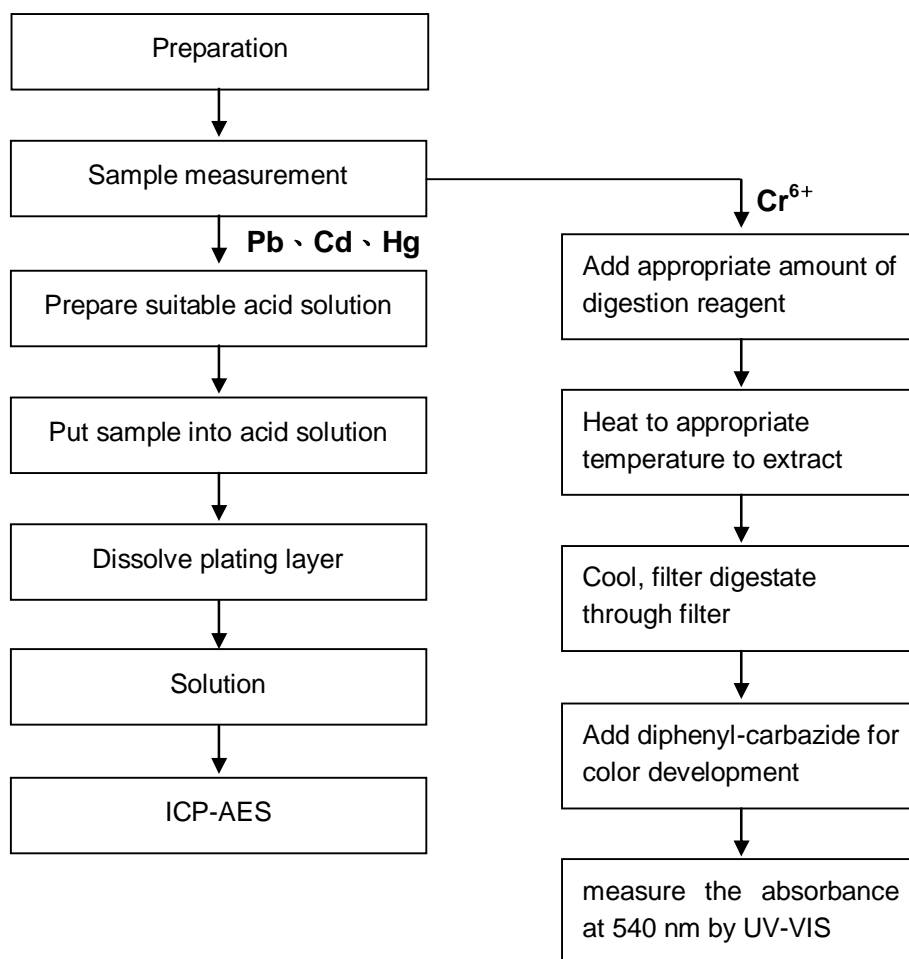 Preparation
Sample measurement
Pb、Cd、Hg
Prepare suitable acid solution
Put sample into acid solution
Dissolve plating layer
Solution
ICP-AES
Cr⁶⁺
Add appropriate amount of
digestion reagent
Heat to appropriate
temperature to extract
Cool, filter digestate
through filter
Add diphenyl-carbazide for
color development
measure the absorbance
at 540 nm by UV-VIS